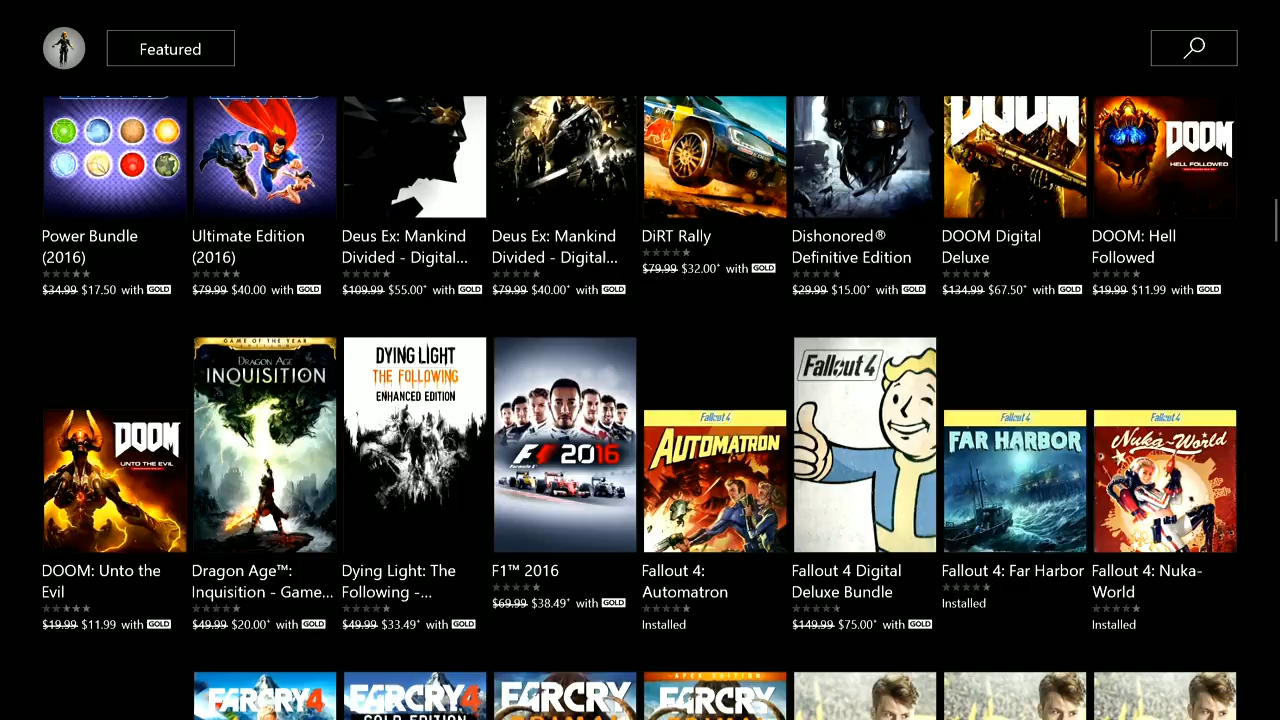 Featured
DOOM
DOOM
HELL FOLLOWED
Power Bundle
(2016)
$34.99 $17.50 with GOLD
Ultimate Edition
(2016)
$79.99 $40.00 with GOLD
Deus Ex: Mankind
Divided - Digital...
$109.99 $55.00* with GOLD
Deus Ex: Mankind
Divided - Digital...
$79.99 $40.00* with GOLD
DiRT Rally
$79.99 $32.00* with GOLD
Dishonored®
Definitive Edition
$29.99 $15.00* with GOLD
DOOM Digital
Deluxe
$134.99 $67.50* with GOLD
DOOM: Hell
Followed
$19.99 $11.99 with GOLD
DOOM
UNTO THE EVIL
GAME OF THE YEAR
EDITION
DRAGON AGE
INQUISITION
DYING LIGHT
THE FOLLOWING
ENHANCED EDITION
F1 2016
Formula 1
Fallout 4
AUTOMATRON
Fallout 4
Fallout 4
FAR HARBOR
Fallout 4
Nuka-World
DOOM: Unto the
Evil
$19.99 $11.99 with GOLD
Dragon Age™:
Inquisition - Game...
$49.99 $20.00* with GOLD
Dying Light: The
Following -...
$49.99 $33.49* with GOLD
F1™ 2016
$69.99 $38.49* with GOLD
Fallout 4:
Automatron
Installed
Fallout 4 Digital
Deluxe Bundle
$149.99 $75.00* with GOLD
Fallout 4: Far Harbor
Installed
Fallout 4: Nuka-
World
Installed
FARCRY4
FARCRY4
GOLD EDITION
FARCRY
PRIMAL
APEX EDITION
FARCRY
PRIMAL